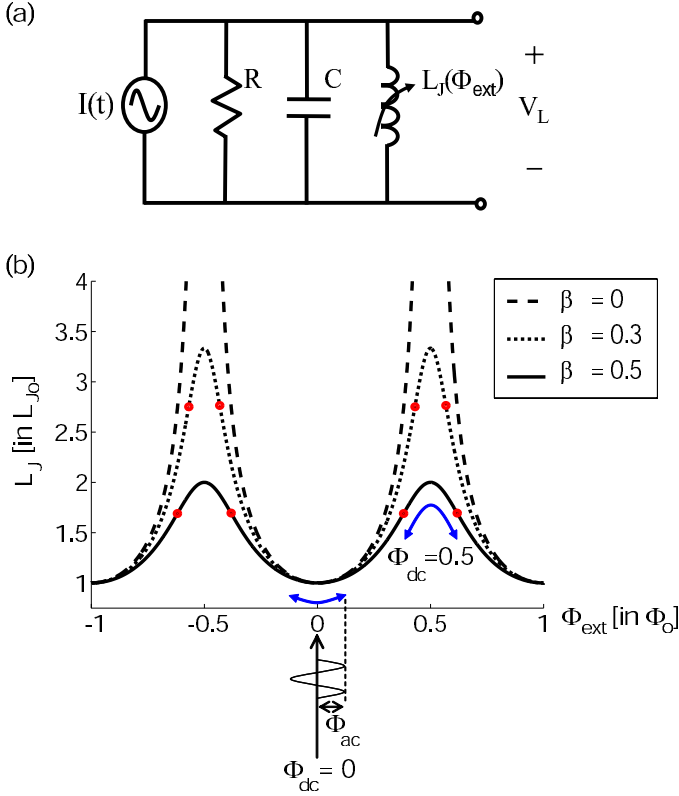 (a)
I(t)
R
C
L_J(Φ_ext)
+
V_L
−
(b)
L_J [in L_Jo]
4
3.5
3
2.5
2
1.5
1
β = 0
β = 0.3
β = 0.5
Φ_dc=0.5
-1 -0.5 0 0.5 1
Φ_ext [in Φ_o]
Φ_ac
Φ_dc= 0